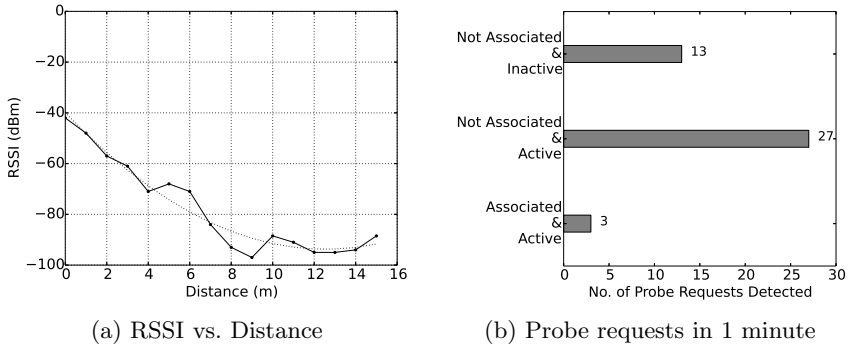 0
−20
−40
−60
−80
−100
RSSI (dBm)
0 2 4 6 8 10 12 14 16
Distance (m)
(a) RSSI vs. Distance
Not Associated
&
Inactive
13
Not Associated
&
Active
27
Associated
&
Active
3
0 5 10 15 20 25 30
No. of Probe Requests Detected
(b) Probe requests in 1 minute